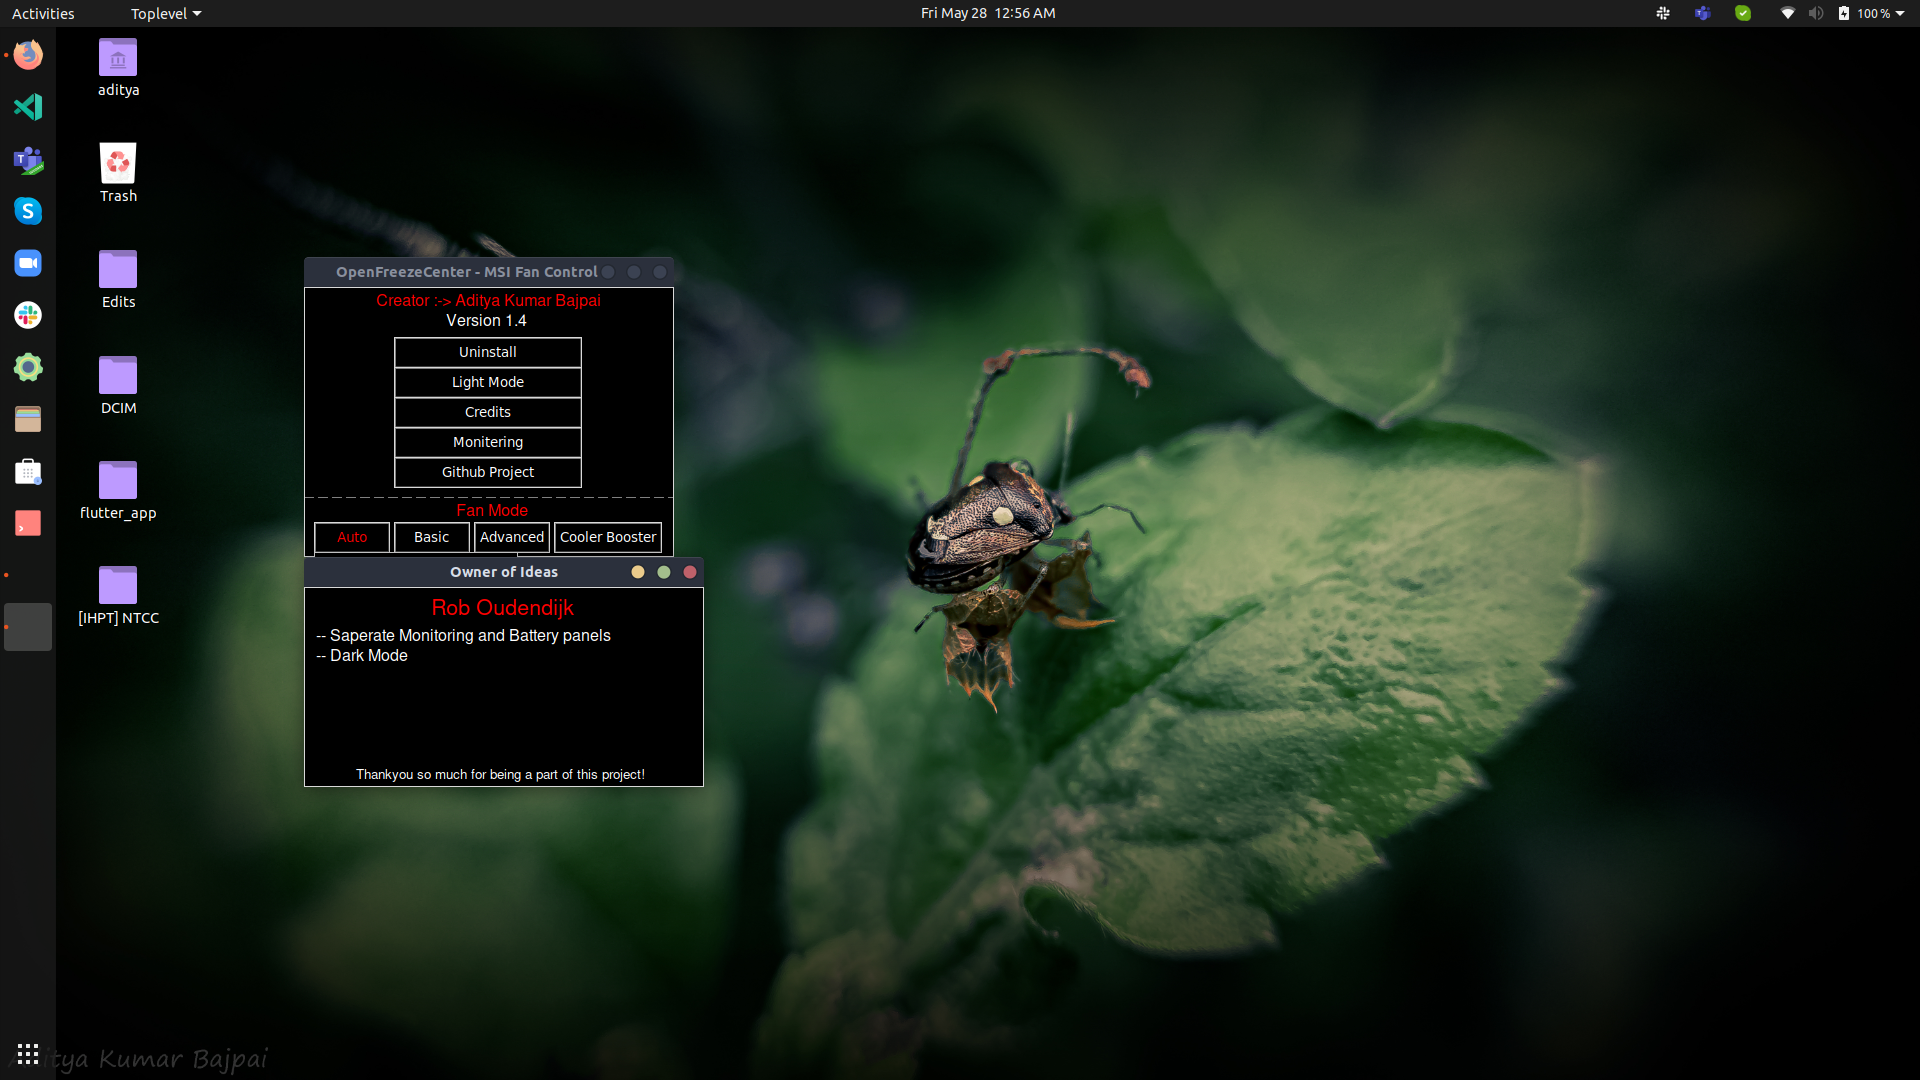 Activities
Toplevel
Fri May 28 12:56 AM
100 %
aditya
Trash
Edits
DCIM
flutter_app
[IHPT] NTCC
OpenFreezeCenter - MSI Fan Control
Creator :-> Aditya Kumar Bajpai
Version 1.4
Uninstall
Light Mode
Credits
Monitering
Github Project
Fan Mode
Auto
Basic
Advanced
Cooler Booster
Owner of Ideas
Rob Oudendijk
-- Saperate Monitoring and Battery panels
-- Dark Mode
Thankyou so much for being a part of this project!
Kumar Bajpai